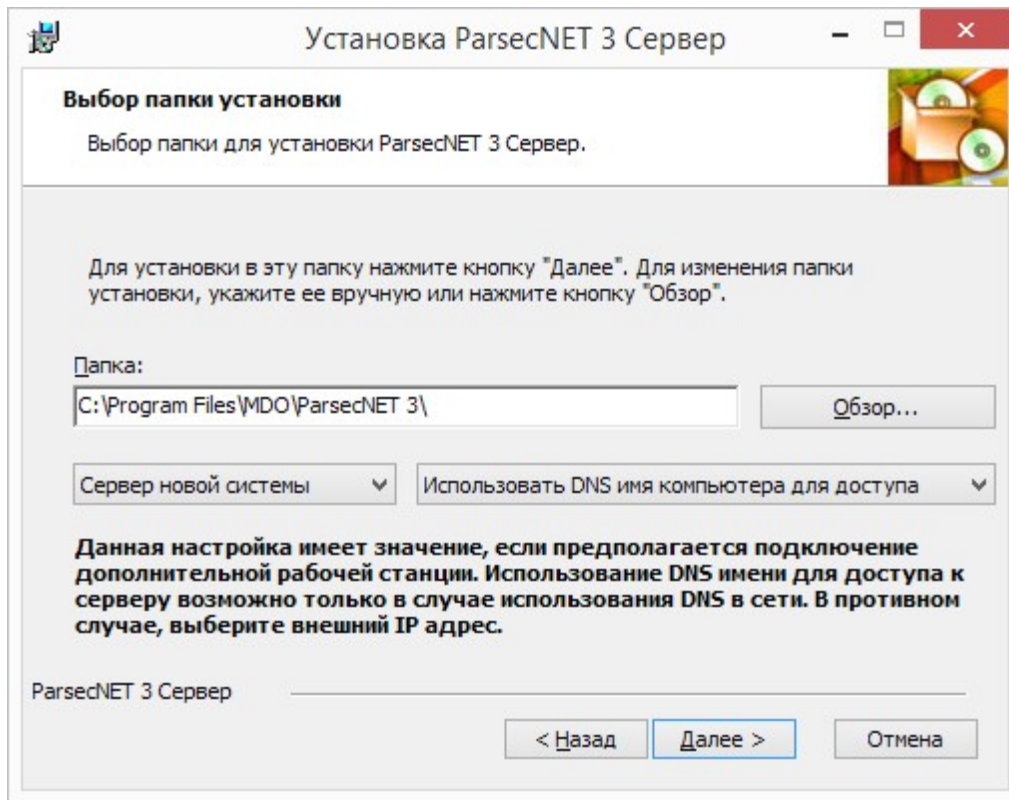 Установка ParsecNET 3 Сервер
Выбор папки установки
Выбор папки для установки ParsecNET 3 Сервер.
Для установки в эту папку нажмите кнопку "Далее". Для изменения папки
установки, укажите ее вручную или нажмите кнопку "Обзор".
Папка:
C:\Program Files\MDO\ParsecNET 3\
Обзор...
Сервер новой системы
Использовать DNS имя компьютера для доступа
Данная настройка имеет значение, если предполагается подключение
дополнительной рабочей станции. Использование DNS имени для доступа к
серверу возможно только в случае использования DNS в сети. В противном
случае, выберите внешний IP адрес.
ParsecNET 3 Сервер
< Назад
Далее >
Отмена